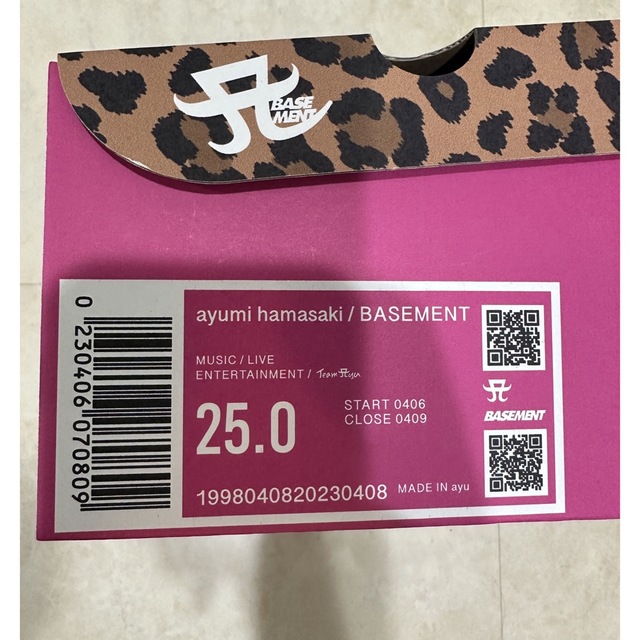 BASE
MENT
ayumi hamasaki / BASEMENT
MUSIC / LIVE
ENTERTAINMENT / Team Ayu
25.0
START 0406
CLOSE 0409
1998040820230408 MADE IN ayu
BASEMENT
0 230406 070809